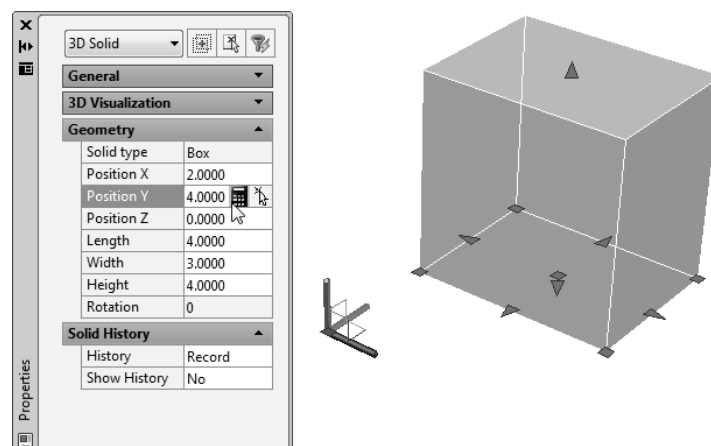 3D Solid
General
3D Visualization
Geometry
Solid type Box
Position X 2.0000
Position Y 4.0000
Position Z 0.0000
Length 4.0000
Width 3.0000
Height 4.0000
Rotation 0
Solid History
History Record
Show History No
Properties